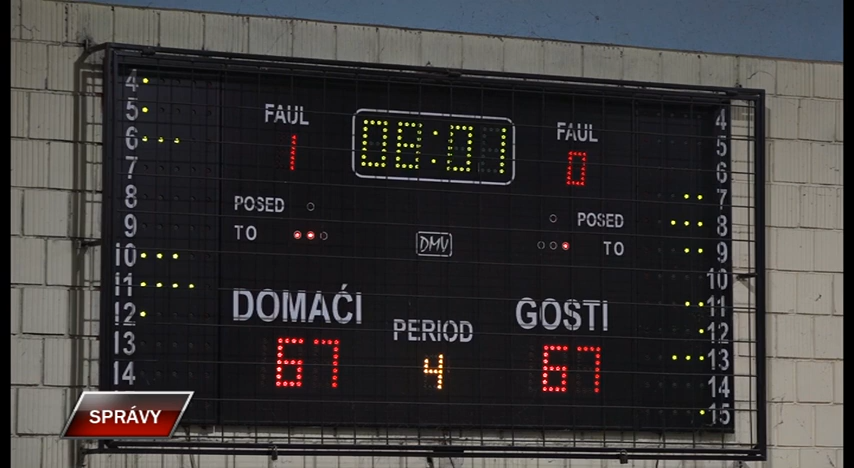 4 4
5 FAUL 08:01 FAUL 5
6 1 0 6
7 7
8 POSED POSED 8
9 TO DMV TO 9
10 10
11 DOMAĆI GOSTI 11
12 PERIOD 12
13 67 4 67 13
14 14
15
SPRÁVY